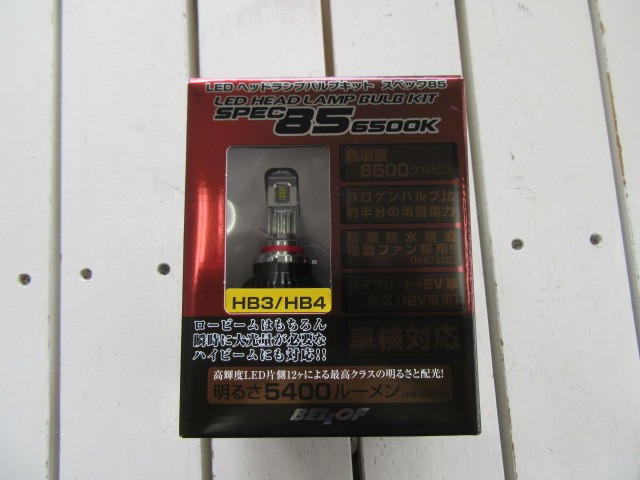 LED ヘッドランプバルブキット スペック85
LED HEAD LAMP BULB KIT
SPEC 85 6500K
色温度
6500ケルビン
ハロゲンバルブ比
約半分の消費電力
防塵防水構造
電動ファン採用!
(IP67対応)
ハイブリッド・EV車
対応(12V車用)
車検対応
HB3/HB4
ロービームはもちろん
瞬時に大光量が必要な
ハイビームにも対応!!
高輝度LED片側12ヶによる最高クラスの明るさと配光!
明るさ5400ルーメン
BELLOF